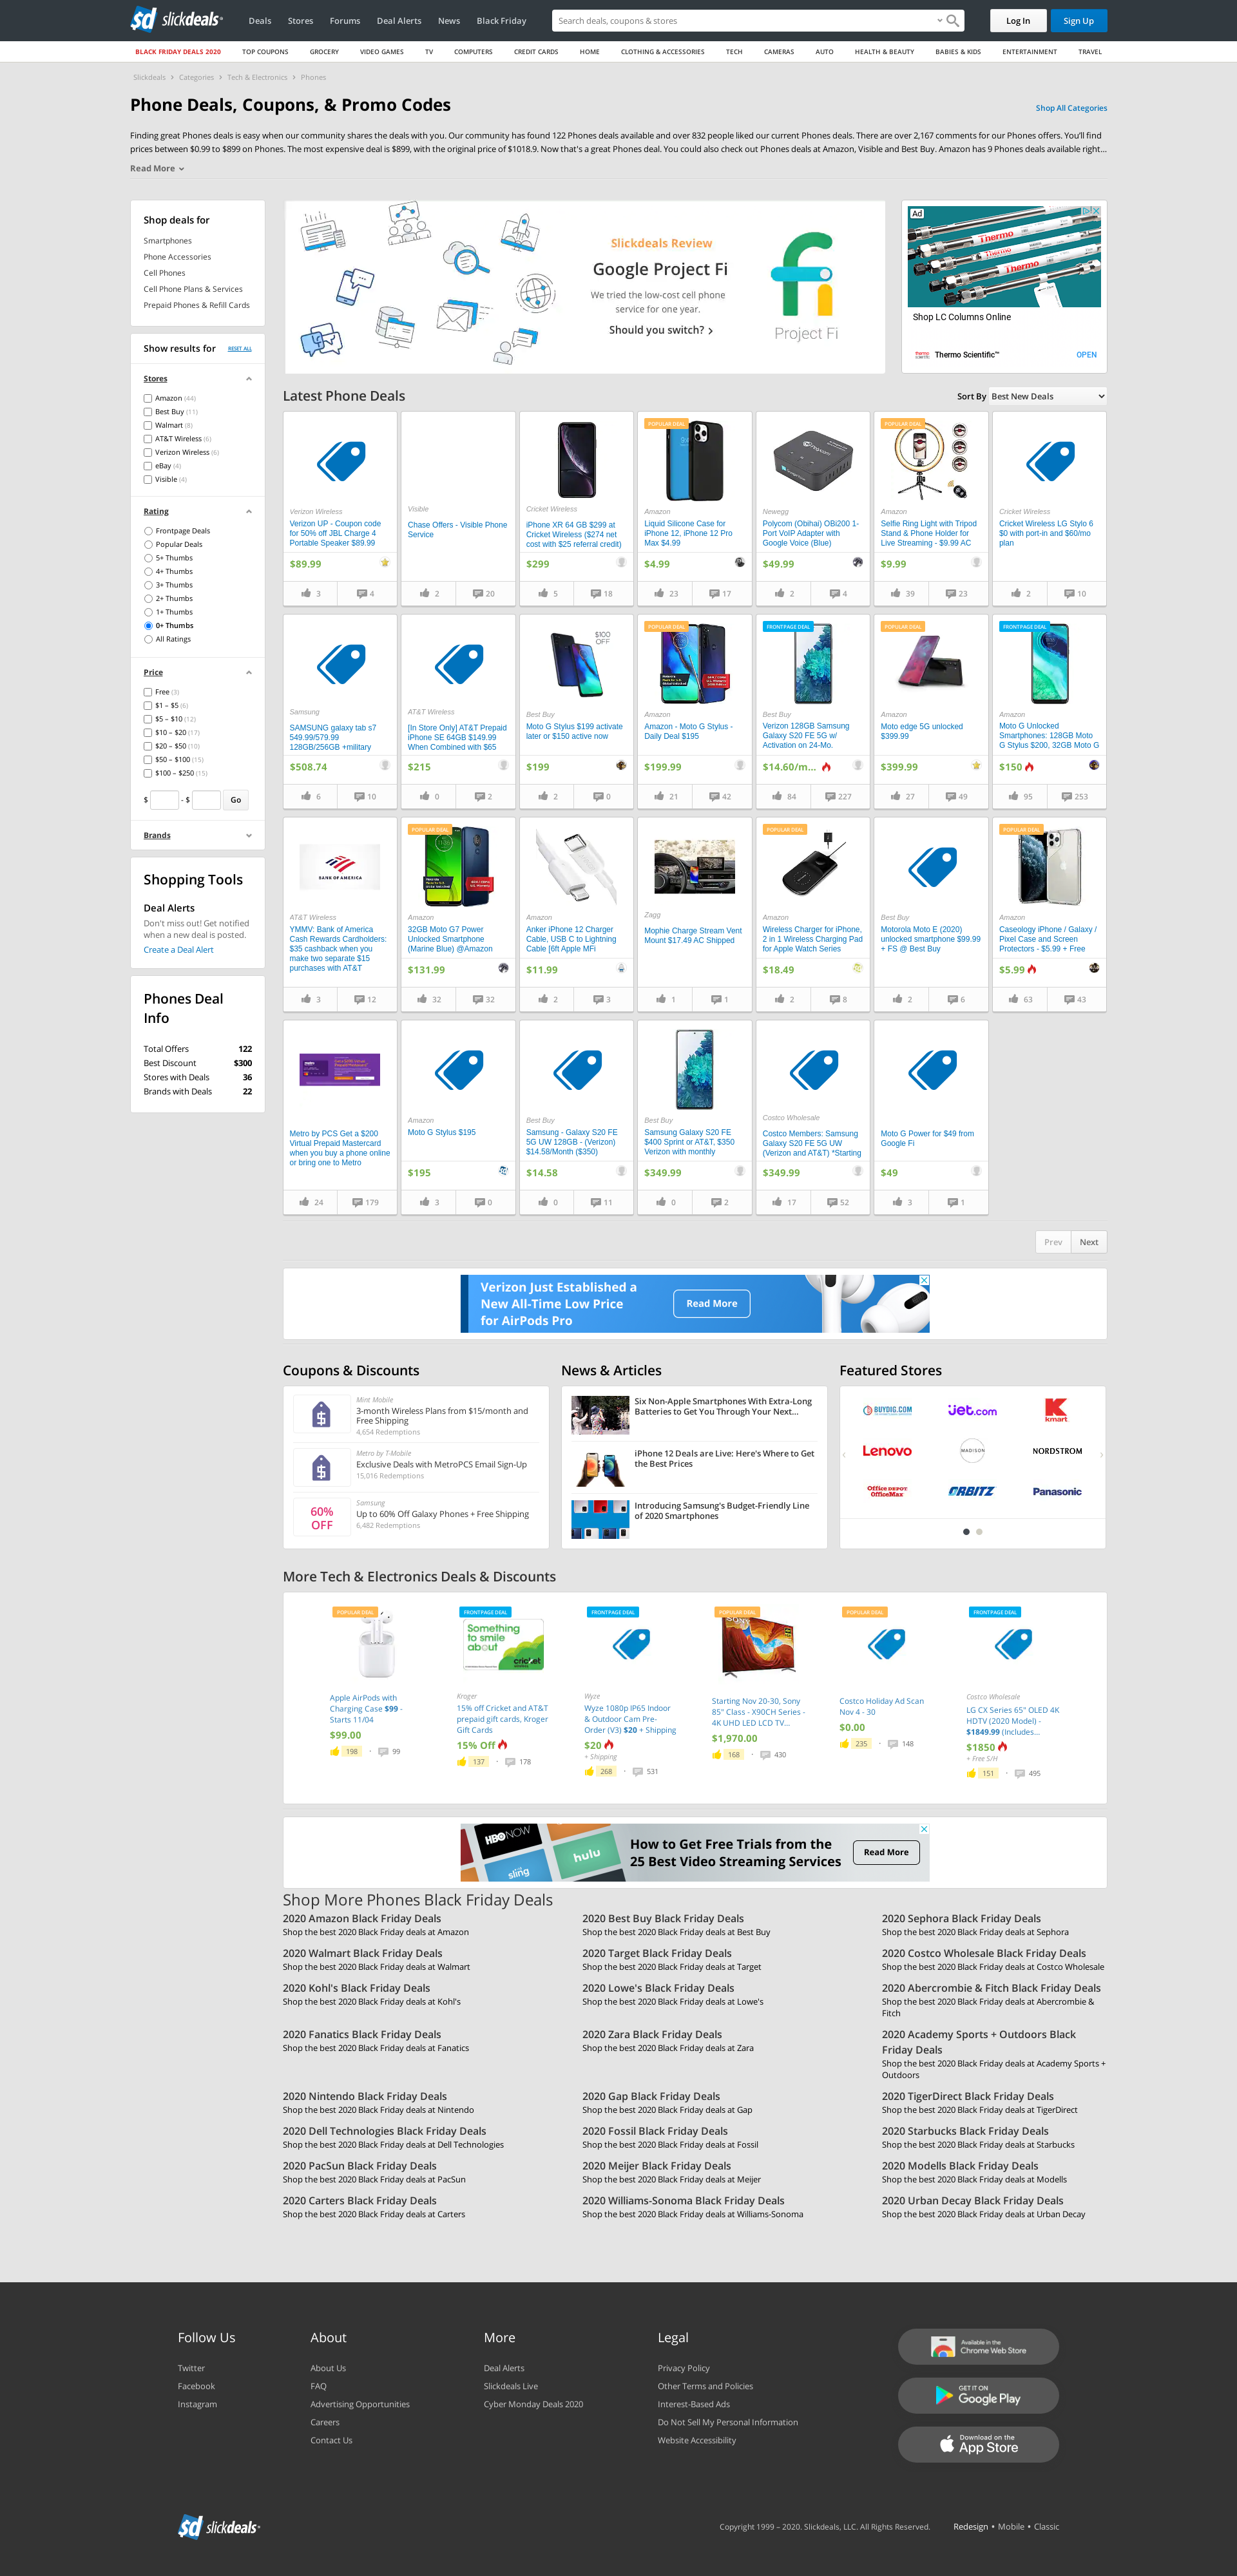 slickdeals
Deals
Stores
Forums
Deal Alerts
News
Black Friday
Search deals, coupons & stores
Log In
Sign Up
BLACK FRIDAY DEALS 2020
TOP COUPONS
GROCERY
VIDEO GAMES
TV
COMPUTERS
CREDIT CARDS
HOME
CLOTHING & ACCESSORIES
TECH
CAMERAS
AUTO
HEALTH & BEAUTY
BABIES & KIDS
ENTERTAINMENT
TRAVEL
Slickdeals > Categories > Tech & Electronics > Phones
Phone Deals, Coupons, & Promo Codes
Shop All Categories
Finding great Phones deals is easy when our community shares the deals with you. Our community has found 122 Phones deals available and over 832 people liked our current Phones deals. There are over 2,167 comments for our Phones offers. You'll find
prices between $0.99 to $899 on Phones. The most expensive deal is $899, with the original price of $1018.9. Now that's a great Phones deal. You could also check out Phones deals at Amazon, Visible and Best Buy. Amazon has 9 Phones deals available right...
Read More
Shop deals for
Smartphones
Phone Accessories
Cell Phones
Cell Phone Plans & Services
Prepaid Phones & Refill Cards
Show results for
RESET ALL
Stores
Amazon (44)
Best Buy (11)
Walmart (8)
AT&T Wireless (6)
Verizon Wireless (6)
eBay (4)
Visible (4)
Rating
Frontpage Deals
Popular Deals
5+ Thumbs
4+ Thumbs
3+ Thumbs
2+ Thumbs
1+ Thumbs
0+ Thumbs
All Ratings
Price
Free (3)
$1 – $5 (6)
$5 – $10 (12)
$10 – $20 (17)
$20 – $50 (10)
$50 – $100 (15)
$100 – $250 (15)
$ - $ Go
Brands
Shopping Tools
Deal Alerts
Don't miss out! Get notified
when a new deal is posted.
Create a Deal Alert
Phones Deal
Info
Total Offers 122
Best Discount $300
Stores with Deals 36
Brands with Deals 22
Slickdeals Review
Google Project Fi
We tried the low-cost cell phone
service for one year.
Should you switch? >
Project Fi
Ad
Thermo
Shop LC Columns Online
Thermo Scientific™
OPEN
Latest Phone Deals
Sort By Best New Deals
Verizon Wireless
Verizon UP - Coupon code
for 50% off JBL Charge 4
Portable Speaker $89.99
$89.99
3 4
Visible
Chase Offers - Visible Phone
Service
2 20
Cricket Wireless
iPhone XR 64 GB $299 at
Cricket Wireless ($274 net
cost with $25 referral credit)
$299
5 18
POPULAR DEAL
Amazon
Liquid Silicone Case for
iPhone 12, iPhone 12 Pro
Max $4.99
$4.99
23 17
Newegg
Polycom (Obihai) OBi200 1-
Port VoIP Adapter with
Google Voice (Blue)
$49.99
2 4
POPULAR DEAL
Amazon
Selfie Ring Light with Tripod
Stand & Phone Holder for
Live Streaming - $9.99 AC
$9.99
39 23
Cricket Wireless
Cricket Wireless LG Stylo 6
$0 with port-in and $60/mo
plan
2 10
Samsung
SAMSUNG galaxy tab s7
549.99/579.99
128GB/256GB +military
$508.74
6 10
AT&T Wireless
[In Store Only] AT&T Prepaid
iPhone SE 64GB $149.99
When Combined with $65
$215
0 2
$100
OFF
Best Buy
Moto G Stylus $199 activate
later or $150 active now
$199
2 0
POPULAR DEAL
Amazon
Amazon - Moto G Stylus -
Daily Deal $195
$199.99
21 42
FRONTPAGE DEAL
Best Buy
Verizon 128GB Samsung
Galaxy S20 FE 5G w/
Activation on 24-Mo.
$14.60/m...
84 227
POPULAR DEAL
Amazon
Moto edge 5G unlocked
$399.99
$399.99
27 49
FRONTPAGE DEAL
Amazon
Moto G Unlocked
Smartphones: 128GB Moto
G Stylus $200, 32GB Moto G
$150
95 253
BANK OF AMERICA
AT&T Wireless
YMMV: Bank of America
Cash Rewards Cardholders:
$35 cashback when you
make two separate $15
purchases with AT&T
3 12
POPULAR DEAL
Amazon
32GB Moto G7 Power
Unlocked Smartphone
(Marine Blue) @Amazon
$131.99
32 32
Amazon
Anker iPhone 12 Charger
Cable, USB C to Lightning
Cable [6ft Apple MFi
$11.99
2 3
Zagg
Mophie Charge Stream Vent
Mount $17.49 AC Shipped
1 1
POPULAR DEAL
Amazon
Wireless Charger for iPhone,
2 in 1 Wireless Charging Pad
for Apple Watch Series
$18.49
2 8
Best Buy
Motorola Moto E (2020)
unlocked smartphone $99.99
+ FS @ Best Buy
2 6
POPULAR DEAL
Amazon
Caseology iPhone / Galaxy /
Pixel Case and Screen
Protectors - $5.99 + Free
$5.99
63 43
Metro by PCS Get a $200
Virtual Prepaid Mastercard
when you buy a phone online
or bring one to Metro
24 179
Amazon
Moto G Stylus $195
$195
3 0
Best Buy
Samsung - Galaxy S20 FE
5G UW 128GB - (Verizon)
$14.58/Month ($350)
$14.58
0 11
Best Buy
Samsung Galaxy S20 FE
$400 Sprint or AT&T, $350
Verizon with monthly
$349.99
0 2
Costco Wholesale
Costco Members: Samsung
Galaxy S20 FE 5G UW
(Verizon and AT&T) *Starting
$349.99
17 52
Moto G Power for $49 from
Google Fi
$49
3 1
Prev Next
Verizon Just Established a
New All-Time Low Price
for AirPods Pro
Read More
Coupons & Discounts
Mint Mobile
3-month Wireless Plans from $15/month and
Free Shipping
4,654 Redemptions
Metro by T-Mobile
Exclusive Deals with MetroPCS Email Sign-Up
15,016 Redemptions
60%
OFF
Samsung
Up to 60% Off Galaxy Phones + Free Shipping
6,482 Redemptions
News & Articles
Six Non-Apple Smartphones With Extra-Long
Batteries to Get You Through Your Next...
iPhone 12 Deals are Live: Here's Where to Get
the Best Prices
Introducing Samsung's Budget-Friendly Line
of 2020 Smartphones
Featured Stores
BUYDIG.COM
jet.com
kmart
Lenovo
MADISON
NORDSTROM
Office DEPOT
OfficeMax
ORBITZ
Panasonic
More Tech & Electronics Deals & Discounts
POPULAR DEAL
Apple AirPods with
Charging Case $99 -
Starts 11/04
$99.00
198 · 99
FRONTPAGE DEAL
Something
to smile
about
cricket
Kroger
15% off Cricket and AT&T
prepaid gift cards, Kroger
Gift Cards
15% Off
137 · 178
FRONTPAGE DEAL
Wyze
Wyze 1080p IP65 Indoor
& Outdoor Cam Pre-
Order (V3) $20 + Shipping
$20
+ Shipping
268 · 531
POPULAR DEAL
SONY
Starting Nov 20-30, Sony
85" Class - X90CH Series -
4K UHD LED LCD TV...
$1,970.00
168 · 430
POPULAR DEAL
Costco Holiday Ad Scan
Nov 4 - 30
$0.00
235 · 148
FRONTPAGE DEAL
Costco Wholesale
LG CX Series 65" OLED 4K
HDTV (2020 Model) -
$1849.99 (Includes...
$1850
+ Free S/H
151 · 495
HBO NOW
sling
hulu
How to Get Free Trials from the
25 Best Video Streaming Services
Read More
Shop More Phones Black Friday Deals
2020 Amazon Black Friday Deals
Shop the best 2020 Black Friday deals at Amazon
2020 Best Buy Black Friday Deals
Shop the best 2020 Black Friday deals at Best Buy
2020 Sephora Black Friday Deals
Shop the best 2020 Black Friday deals at Sephora
2020 Walmart Black Friday Deals
Shop the best 2020 Black Friday deals at Walmart
2020 Target Black Friday Deals
Shop the best 2020 Black Friday deals at Target
2020 Costco Wholesale Black Friday Deals
Shop the best 2020 Black Friday deals at Costco Wholesale
2020 Kohl's Black Friday Deals
Shop the best 2020 Black Friday deals at Kohl's
2020 Lowe's Black Friday Deals
Shop the best 2020 Black Friday deals at Lowe's
2020 Abercrombie & Fitch Black Friday Deals
Shop the best 2020 Black Friday deals at Abercrombie &
Fitch
2020 Fanatics Black Friday Deals
Shop the best 2020 Black Friday deals at Fanatics
2020 Zara Black Friday Deals
Shop the best 2020 Black Friday deals at Zara
2020 Academy Sports + Outdoors Black
Friday Deals
Shop the best 2020 Black Friday deals at Academy Sports +
Outdoors
2020 Nintendo Black Friday Deals
Shop the best 2020 Black Friday deals at Nintendo
2020 Gap Black Friday Deals
Shop the best 2020 Black Friday deals at Gap
2020 TigerDirect Black Friday Deals
Shop the best 2020 Black Friday deals at TigerDirect
2020 Dell Technologies Black Friday Deals
Shop the best 2020 Black Friday deals at Dell Technologies
2020 Fossil Black Friday Deals
Shop the best 2020 Black Friday deals at Fossil
2020 Starbucks Black Friday Deals
Shop the best 2020 Black Friday deals at Starbucks
2020 PacSun Black Friday Deals
Shop the best 2020 Black Friday deals at PacSun
2020 Meijer Black Friday Deals
Shop the best 2020 Black Friday deals at Meijer
2020 Modells Black Friday Deals
Shop the best 2020 Black Friday deals at Modells
2020 Carters Black Friday Deals
Shop the best 2020 Black Friday deals at Carters
2020 Williams-Sonoma Black Friday Deals
Shop the best 2020 Black Friday deals at Williams-Sonoma
2020 Urban Decay Black Friday Deals
Shop the best 2020 Black Friday deals at Urban Decay
Follow Us
Twitter
Facebook
Instagram
About
About Us
FAQ
Advertising Opportunities
Careers
Contact Us
More
Deal Alerts
Slickdeals Live
Cyber Monday Deals 2020
Legal
Privacy Policy
Other Terms and Policies
Interest-Based Ads
Do Not Sell My Personal Information
Website Accessibility
Available in the
Chrome Web Store
GET IT ON
Google Play
Download on the
App Store
slickdeals
Copyright 1999 – 2020. Slickdeals, LLC. All Rights Reserved.
Redesign • Mobile • Classic